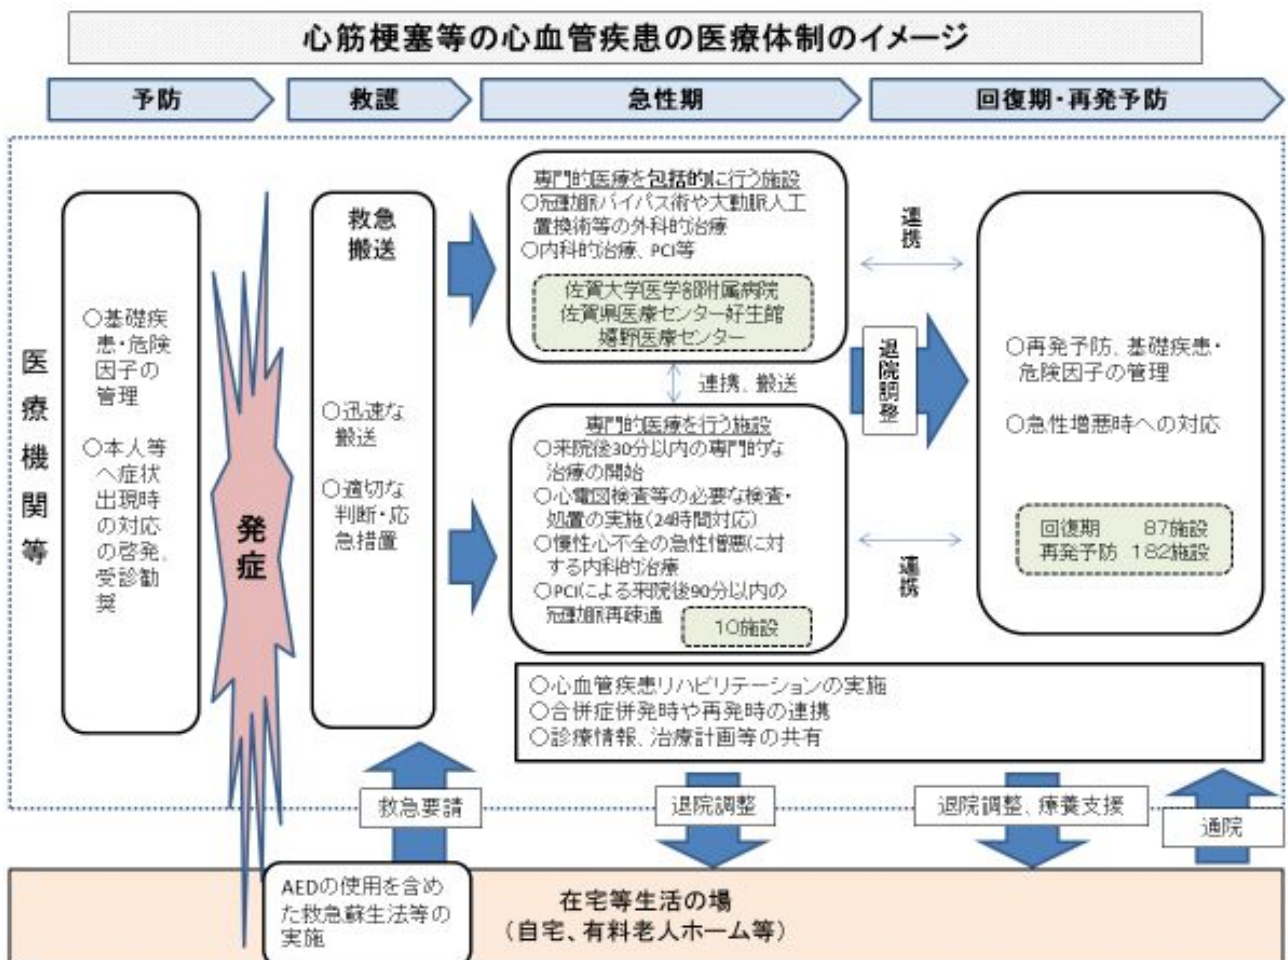 心筋梗塞等の心血管疾患の医療体制のイメージ
予防
救護
急性期
回復期・再発予防
医療機関等
○基礎疾
患・危険
因子の
管理
○本人等
へ症状
出現時
の対応
の啓発、
受診勧
奨
発症
救急
搬送
○迅速な
搬送
○適切な
判断・応
急措置
専門的医療を包括的に行う施設
○冠動脈バイパス術や大動脈人工
置換術等の外科的治療
○内科的治療、PCI等
佐賀大学医学部附属病院
佐賀県医療センター好生館
嬉野医療センター
連携、搬送
専門的医療を行う施設
○来院後30分以内の専門的な
治療の開始
○心電図検査等の必要な検査・
処置の実施(24時間対応)
○慢性心不全の急性憎悪に対
する内科的治療
○PCIによる来院後90分以内の
冠動脈再疎通
10施設
連携
退院調整
連携
○再発予防、基礎疾患・
危険因子の管理
○急性増悪時への対応
回復期 87施設
再発予防 182施設
○心血管疾患リハビリテーションの実施
○合併症併発時や再発時の連携
○診療情報、治療計画等の共有
救急要請
退院調整
退院調整、療養支援
通院
AEDの使用を含め
た救急蘇生法等の
実施
在宅等生活の場
(自宅、有料老人ホーム等)